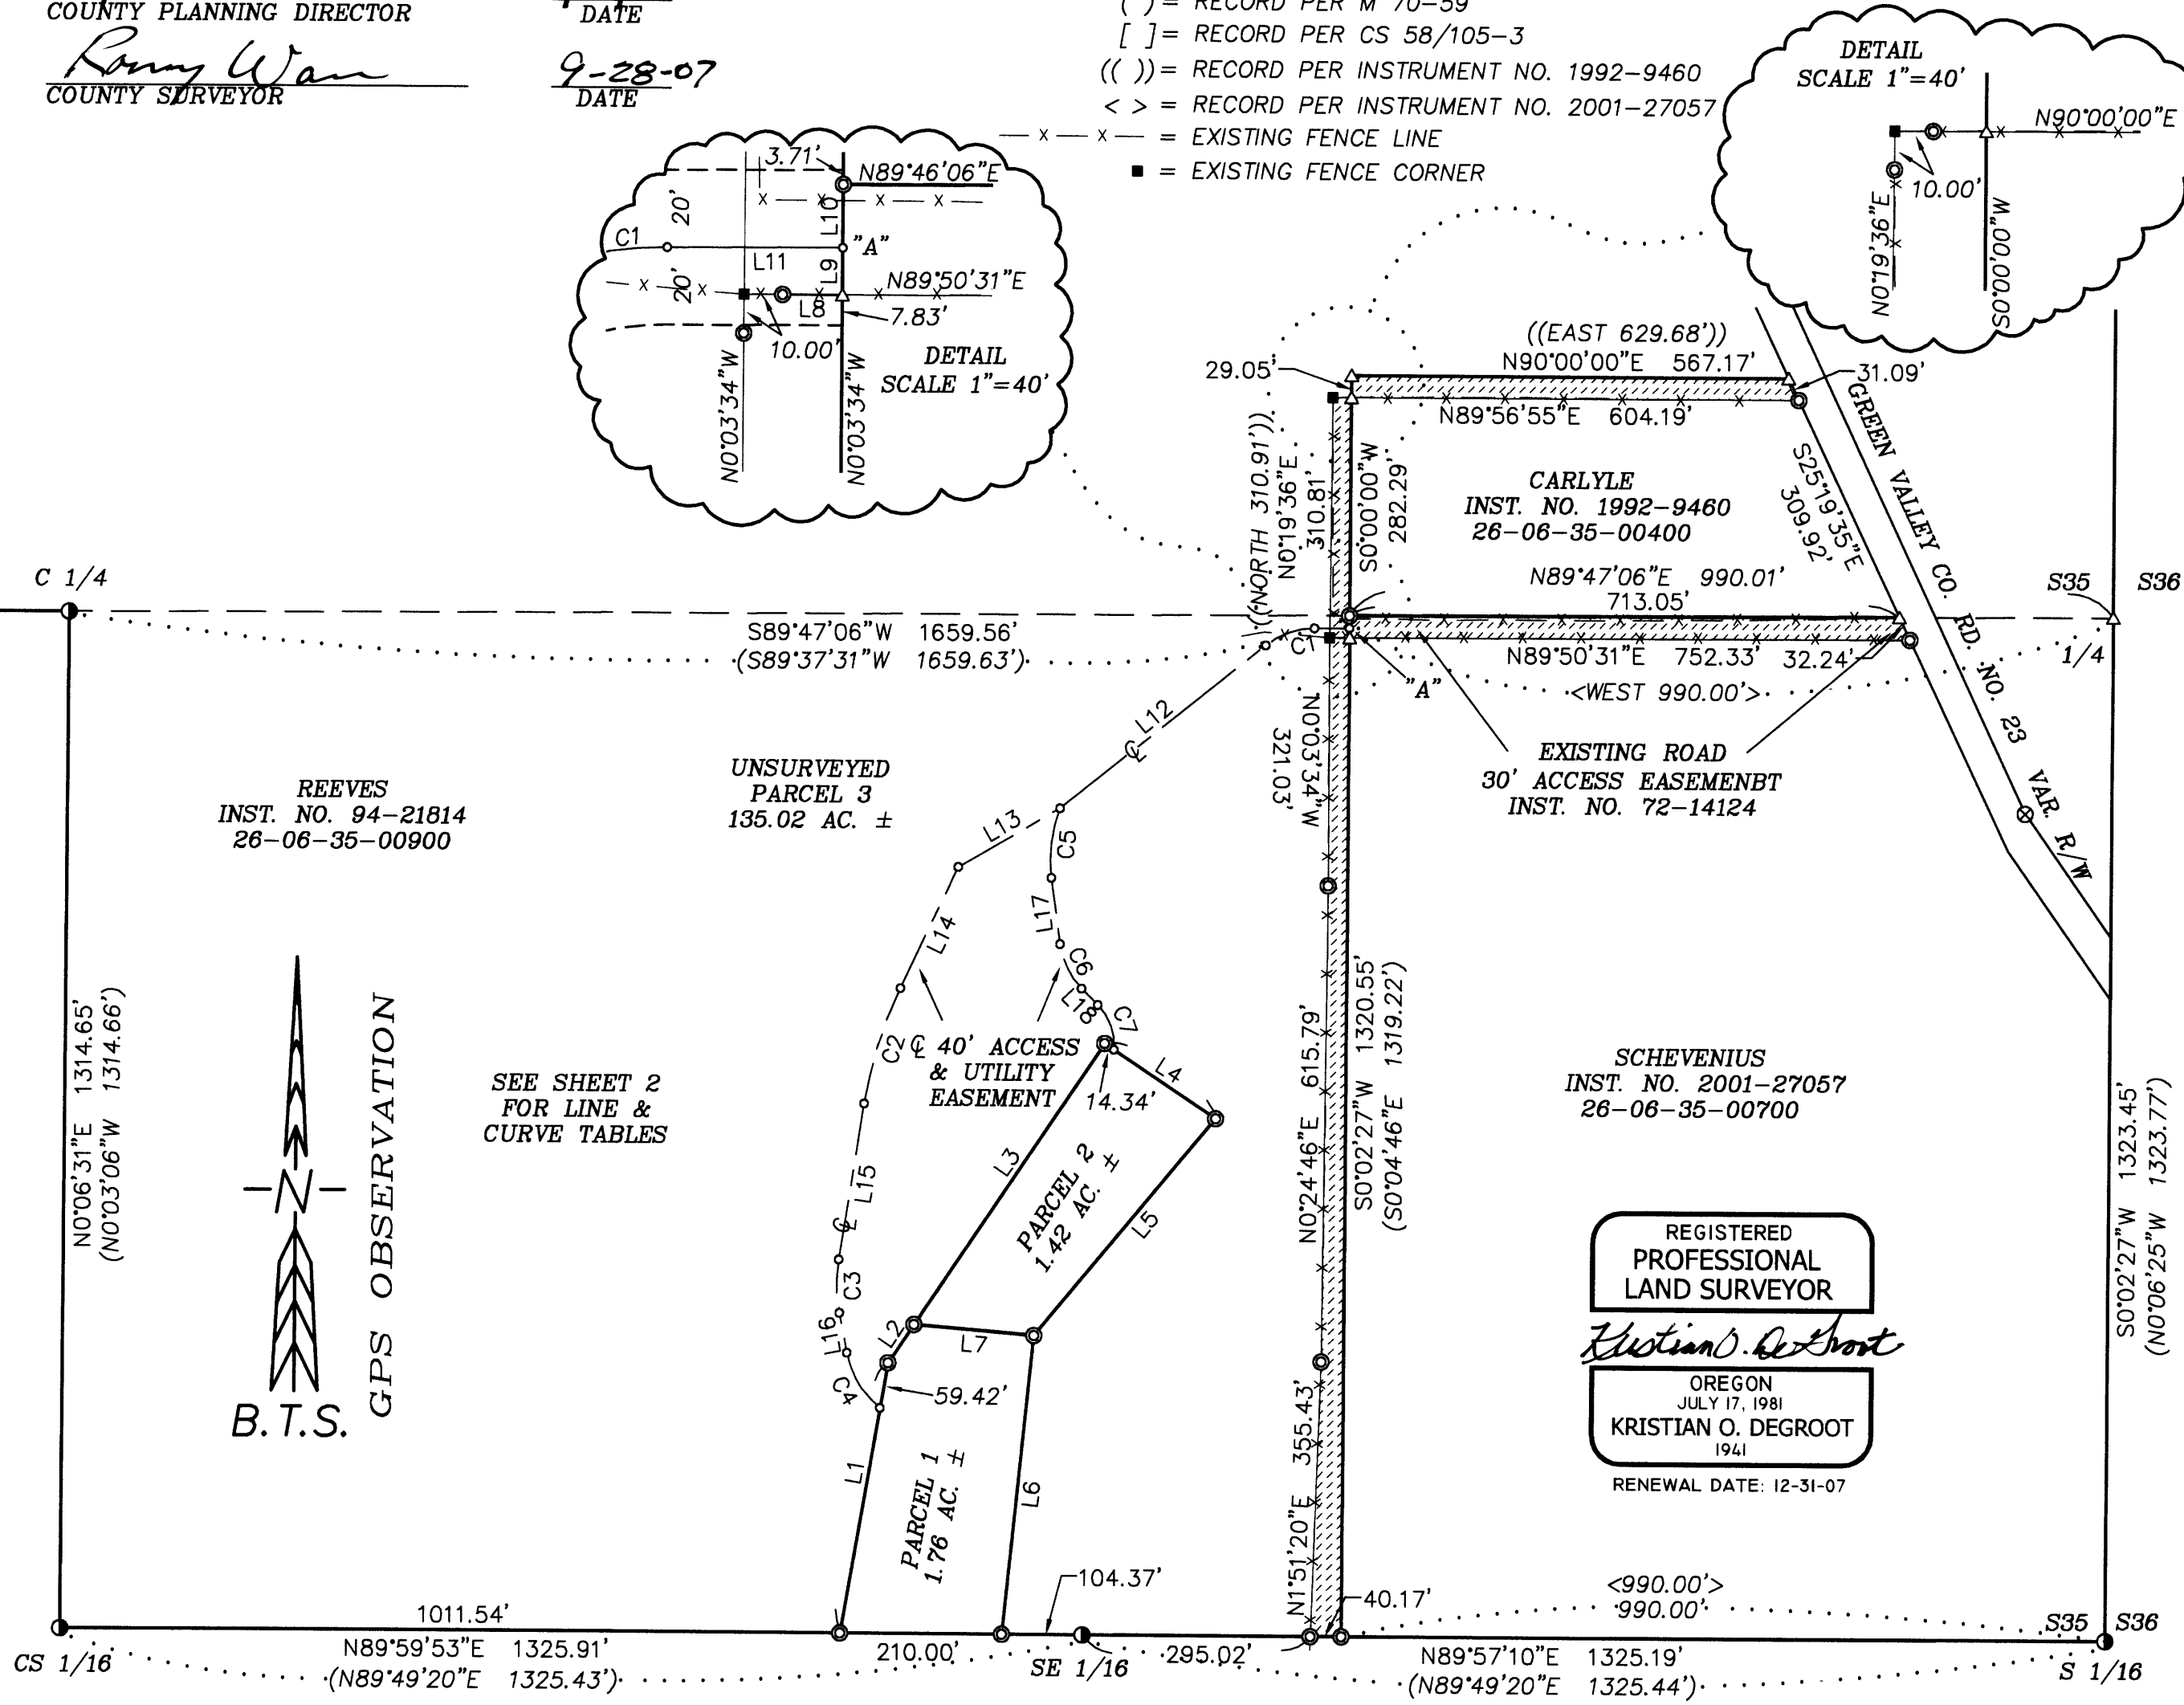 COUNTY PLANNING DIRECTOR
DATE
COUNTY SURVEYOR
9-28-07
DATE
( ) = RECORD PER M 70-59
[ ] = RECORD PER CS 58/105-3
(( )) = RECORD PER INSTRUMENT NO. 1992-9460
< > = RECORD PER INSTRUMENT NO. 2001-27057
— x — x — = EXISTING FENCE LINE
■ = EXISTING FENCE CORNER
DETAIL
SCALE 1"=40'
N90°00'00"E
10.00'
N0°19'36"E
S0°00'00"W
3.71'
N89°46'06"E
20'
L10
C1
"A"
L11
L9
20'
N89°50'31"E
L8
7.83'
10.00'
N0°03'34"W
N0°03'34"W
DETAIL
SCALE 1"=40'
((EAST 629.68'))
N90°00'00"E 567.17'
29.05'
31.09'
N89°56'55"E 604.19'
((NORTH 310.91'))
N0°19'36"E
310.81'
S0°00'00"W
282.29'
CARLYLE
INST. NO. 1992-9460
26-06-35-00400
S25°19'35"E
309.92'
GREEN VALLEY CO. RD. NO. 23 VAR. R/W
N89°47'06"E 990.01'
713.05'
C 1/4
S35
S36
S89°47'06"W 1659.56'
(S89°37'31"W 1659.63')
C1
N89°50'31"E 752.33'
32.24'
1/4
"A"
<WEST 990.00'>
L12
N0°03'34"W
321.03'
EXISTING ROAD
30' ACCESS EASEMENBT
INST. NO. 72-14124
REEVES
INST. NO. 94-21814
26-06-35-00900
UNSURVEYED
PARCEL 3
135.02 AC. ±
L13
C5
L14
L17
C6
L18
C7
C2
℄ 40' ACCESS
& UTILITY
EASEMENT
14.34'
L4
N0°06'31"E 1314.65'
(N0°03'06"W 1314.66')
GPS OBSERVATION
N
B.T.S.
SEE SHEET 2
FOR LINE &
CURVE TABLES
L3
PARCEL 2
1.42 AC. ±
L5
L15
℄
C3
L16
L2
L7
C4
59.42'
L1
PARCEL 1
1.76 AC. ±
L6
N0°24'46"E 615.79'
S0°02'27"W 1320.55'
(S0°04'46"E 1319.22')
SCHEVENIUS
INST. NO. 2001-27057
26-06-35-00700
S0°02'27"W 1323.45'
(N0°06'25"W 1323.77')
REGISTERED
PROFESSIONAL
LAND SURVEYOR
Kristian O. DeGroot
OREGON
JULY 17, 1981
KRISTIAN O. DEGROOT
1941
RENEWAL DATE: 12-31-07
N1°51'20"E 355.43'
104.37'
40.17'
<990.00'>
990.00'
S35
S36
1011.54'
N89°59'53"E 1325.91'
(N89°49'20"E 1325.43')
210.00'
295.02'
N89°57'10"E 1325.19'
(N89°49'20"E 1325.44')
CS 1/16
SE 1/16
S 1/16
℄